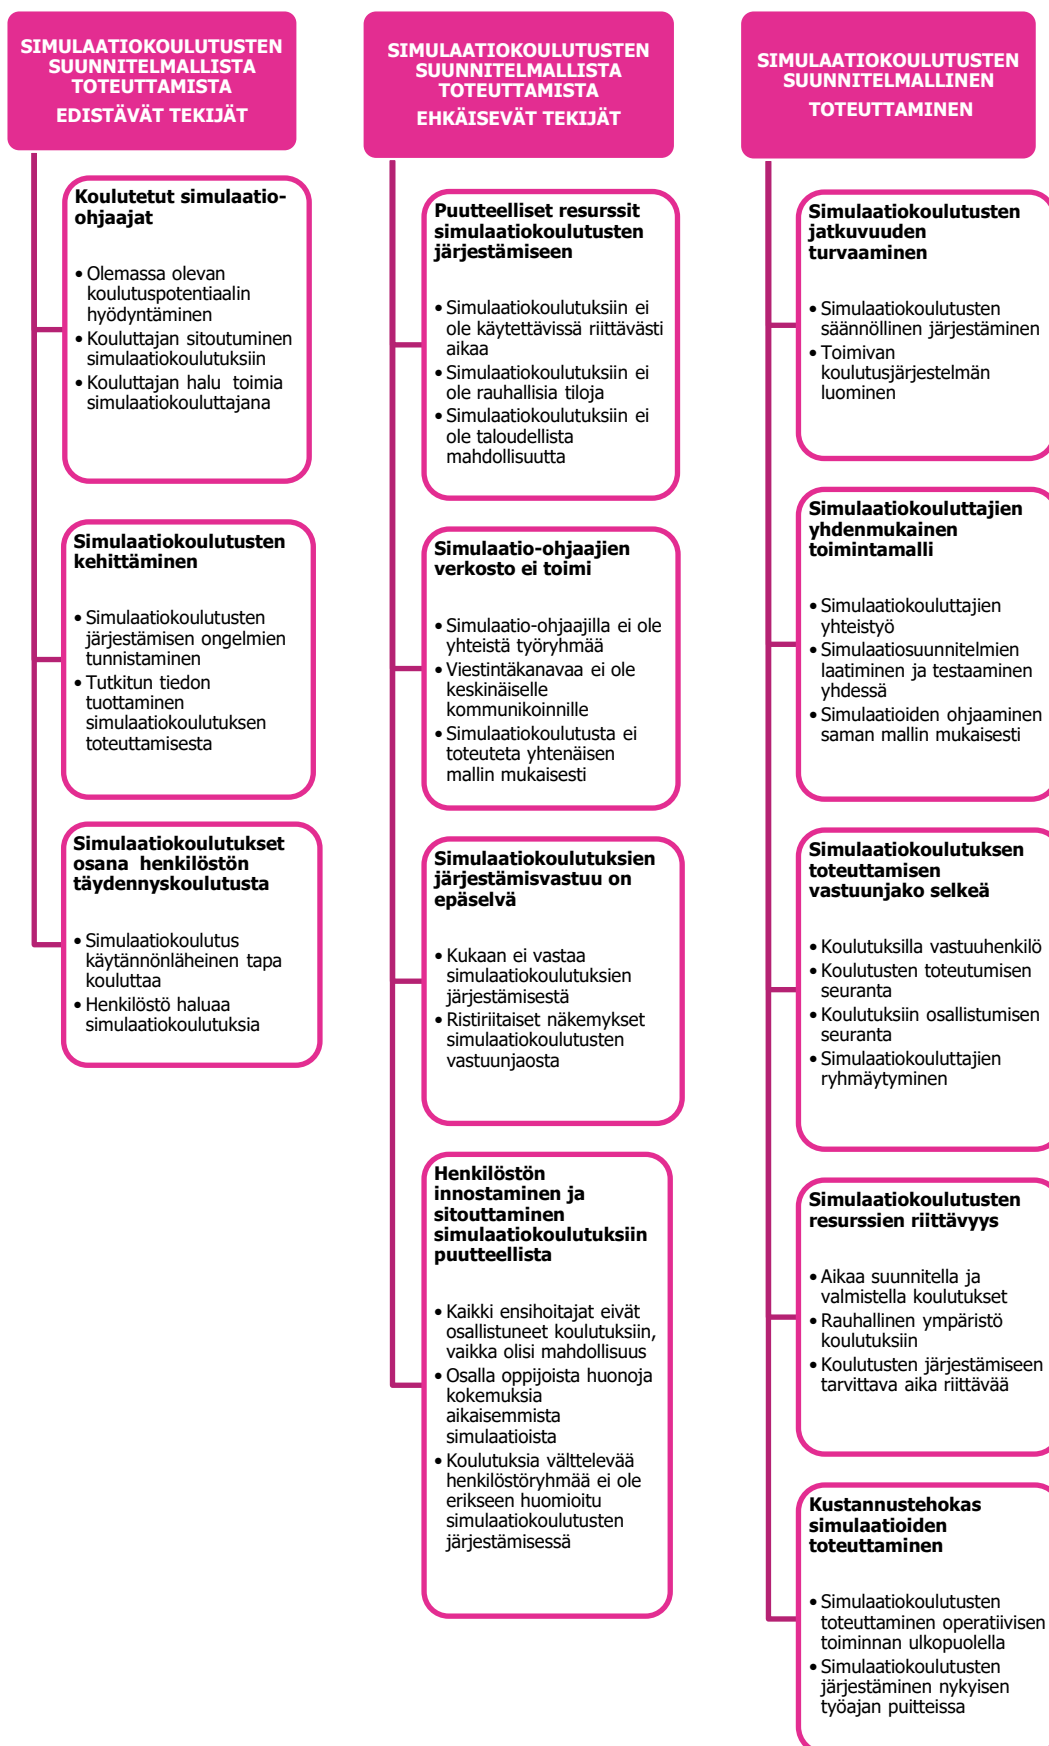 SIMULAATIOKOULUTUSTEN
SUUNNITELMALLISTA
TOTEUTTAMISTA
EDISTÄVÄT TEKIJÄT
Koulutetut simulaatio-
ohjaajat
• Olemassa olevan
koulutuspotentiaalin
hyödyntäminen
• Kouluttajan sitoutuminen
simulaatiokoulutuksiin
• Kouluttajan halu toimia
simulaatiokouluttajana
Simulaatiokoulutusten
kehittäminen
• Simulaatiokoulutusten
järjestämisen ongelmien
tunnistaminen
• Tutkitun tiedon
tuottaminen
simulaatiokoulutuksen
toteuttamisesta
Simulaatiokoulutukset
osana henkilöstön
täydennyskoulutusta
• Simulaatiokoulutus
käytännönläheinen tapa
kouluttaa
• Henkilöstö haluaa
simulaatiokoulutuksia
SIMULAATIOKOULUTUSTEN
SUUNNITELMALLISTA
TOTEUTTAMISTA
EHKÄISEVÄT TEKIJÄT
Puutteelliset resurssit
simulaatiokoulutusten
järjestämiseen
• Simulaatiokoulutuksiin ei
ole käytettävissä riittävästi
aikaa
• Simulaatiokoulutuksiin ei
ole rauhallisia tiloja
• Simulaatiokoulutuksiin ei
ole taloudellista
mahdollisuutta
Simulaatio-ohjaajien
verkosto ei toimi
• Simulaatio-ohjaajilla ei ole
yhteistä työryhmää
• Viestintäkanavaa ei ole
keskinäiselle
kommunikoinnille
• Simulaatiokoulutusta ei
toteuteta yhtenäisen
mallin mukaisesti
Simulaatiokoulutuksien
järjestämisvastuu on
epäselvä
• Kukaan ei vastaa
simulaatiokoulutuksien
järjestämisestä
• Ristiriitaiset näkemykset
simulaatiokoulutusten
vastuunjaosta
Henkilöstön
innostaminen ja
sitouttaminen
simulaatiokoulutuksiin
puutteellista
• Kaikki ensihoitajat eivät
osallistuneet koulutuksiin,
vaikka olisi mahdollisuus
• Osalla oppijoista huonoja
kokemuksia
aikaisemmista
simulaatioista
• Koulutuksia välttelevää
henkilöstöryhmää ei ole
erikseen huomioitu
simulaatiokoulutusten
järjestämisessä
SIMULAATIOKOULUTUSTEN
SUUNNITELMALLINEN
TOTEUTTAMINEN
Simulaatiokoulutusten
jatkuvuuden
turvaaminen
• Simulaatiokoulutusten
säännöllinen järjestäminen
• Toimivan
koulutusjärjestelmän
luominen
Simulaatiokouluttajien
yhdenmukainen
toimintamalli
• Simulaatiokouluttajien
yhteistyö
• Simulaatiosuunnitelmien
laatiminen ja testaaminen
yhdessä
• Simulaatioiden ohjaaminen
saman mallin mukaisesti
Simulaatiokoulutuksen
toteuttamisen
vastuunjako selkeä
• Koulutuksilla vastuuhenkilö
• Koulutusten toteutumisen
seuranta
• Koulutuksiin osallistumisen
seuranta
• Simulaatiokouluttajien
ryhmäytyminen
Simulaatiokoulutusten
resurssien riittävyys
• Aikaa suunnitella ja
valmistella koulutukset
• Rauhallinen ympäristö
koulutuksiin
• Koulutusten järjestämiseen
tarvittava aika riittävää
Kustannustehokas
simulaatioiden
toteuttaminen
• Simulaatiokoulutusten
toteuttaminen operatiivisen
toiminnan ulkopuolella
• Simulaatiokoulutusten
järjestäminen nykyisen
työajan puitteissa